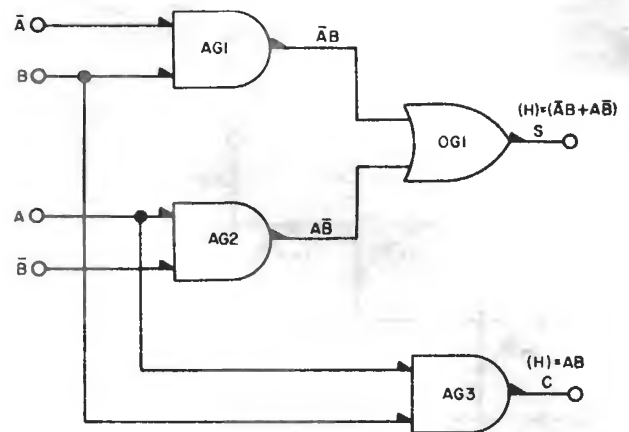 Ā
AG1
ĀB
B
(H)=(ĀB+AB̄)
OG1
S
A
AG2
AB̄
B̄
(H)=AB
AG3
C